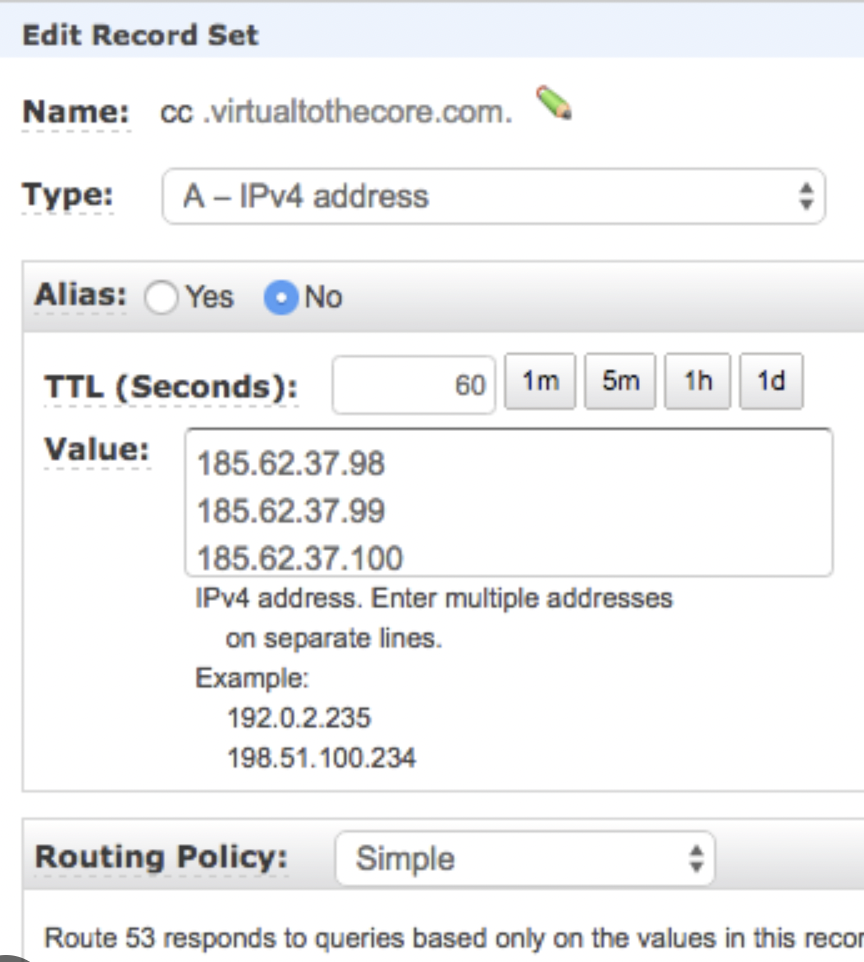 Edit Record Set
Name: cc .virtualtothecore.com.
Type: A – IPv4 address
Alias: Yes No
TTL (Seconds): 60 1m 5m 1h 1d
Value: 185.62.37.98
185.62.37.99
185.62.37.100
IPv4 address. Enter multiple addresses
on separate lines.
Example:
192.0.2.235
198.51.100.234
Routing Policy: Simple
Route 53 responds to queries based only on the values in this recor